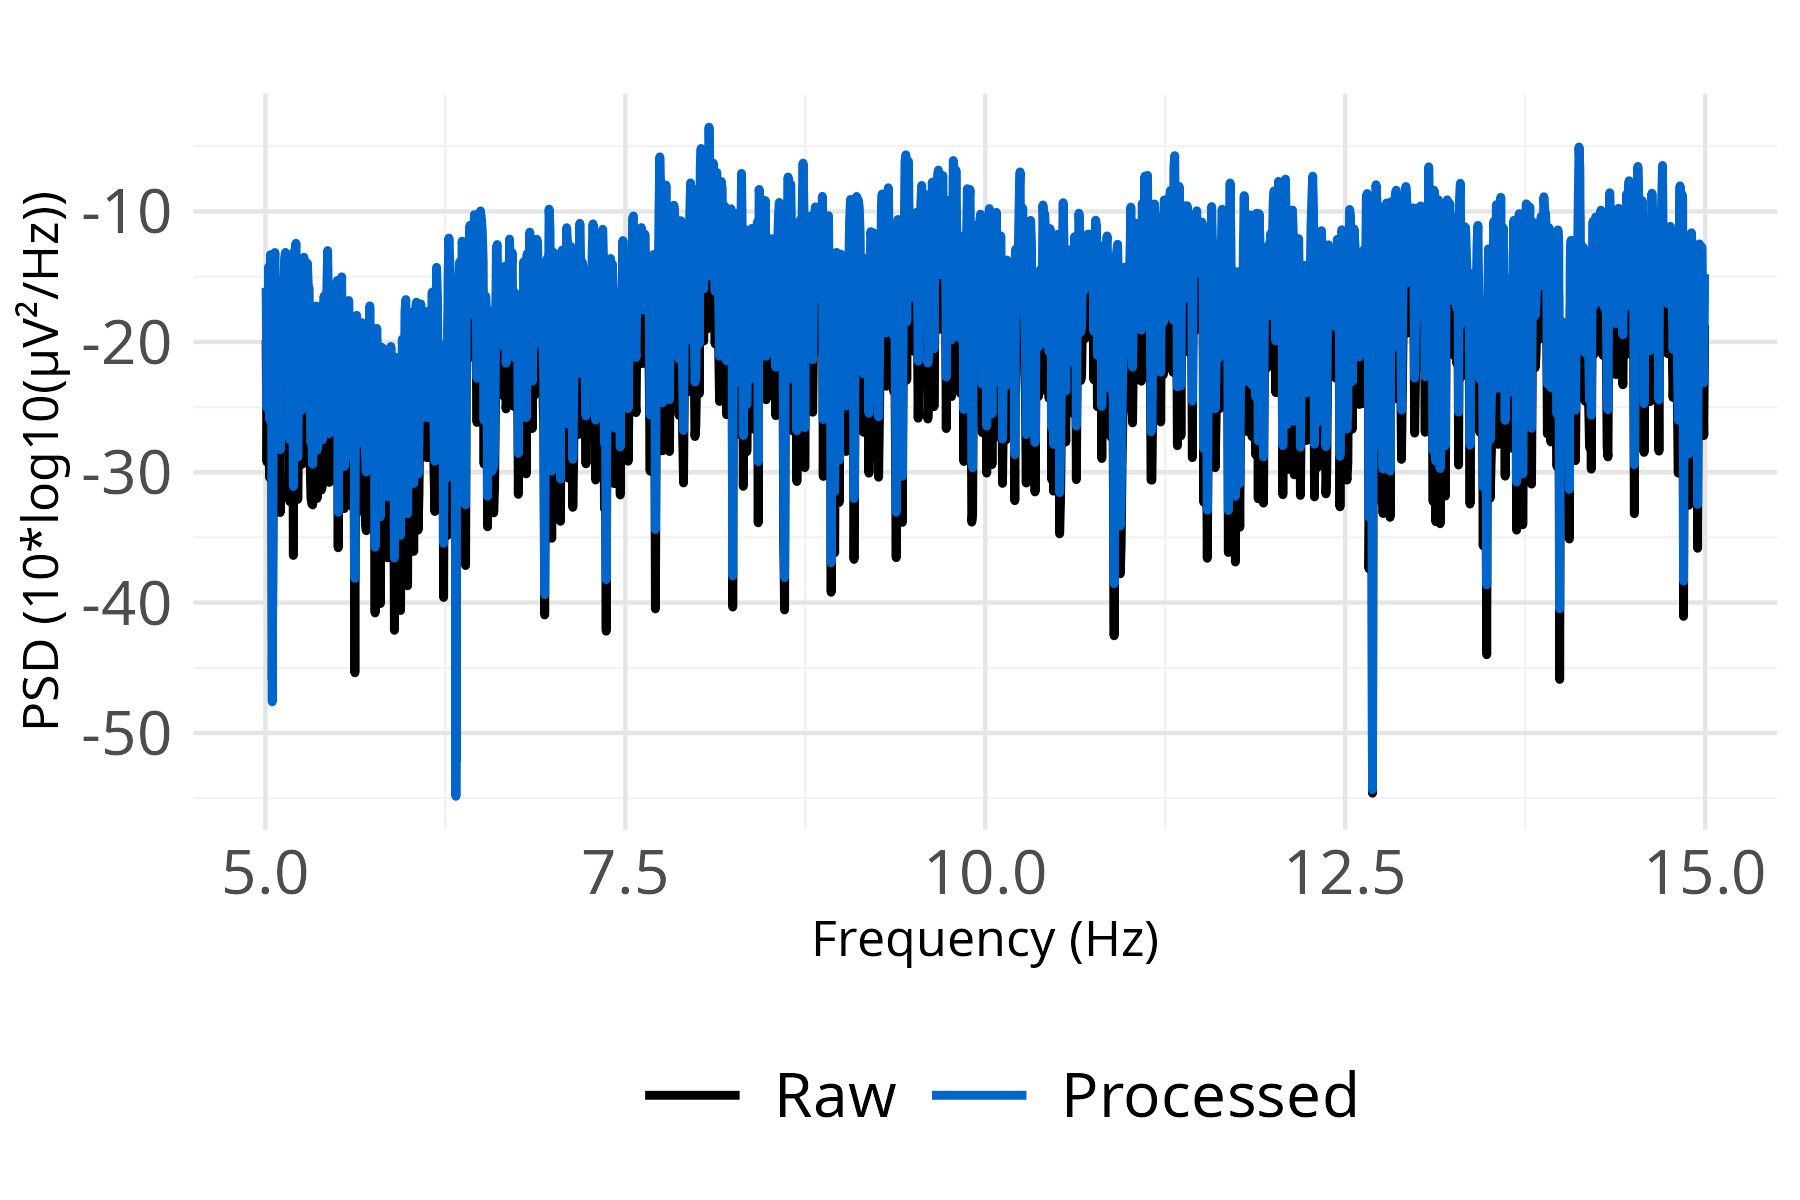 PSD (10*log10(µV²/Hz))
-10
-20
-30
-40
-50
5.0 7.5 10.0 12.5 15.0
Frequency (Hz)
Raw Processed